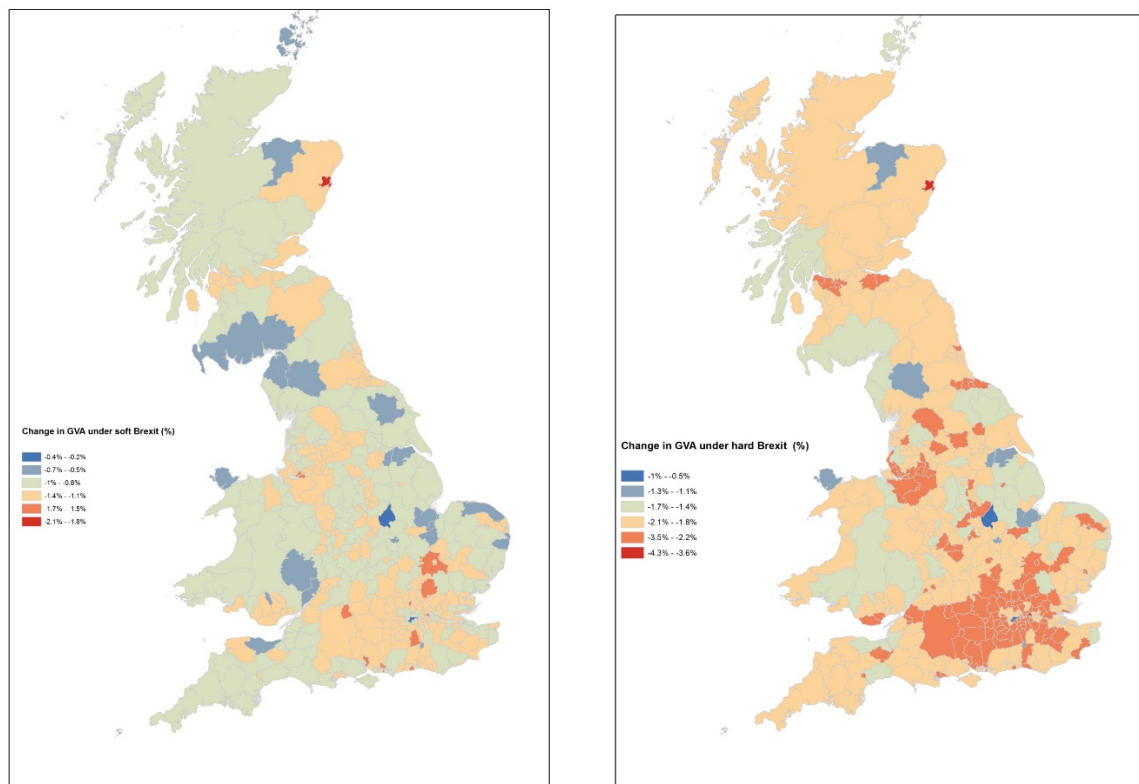 Change in GVA under soft Brexit (%)
-0.4% - -0.2%
-0.7% - -0.5%
-1% - -0.8%
-1.4% - -1.1%
-1.7% - -1.5%
-2.1% - -1.8%
Change in GVA under hard Brexit (%)
-1% - -0.5%
-1.3% - -1.1%
-1.7% - -1.4%
-2.1% - -1.8%
-3.5% - -2.2%
-4.3% - -3.6%